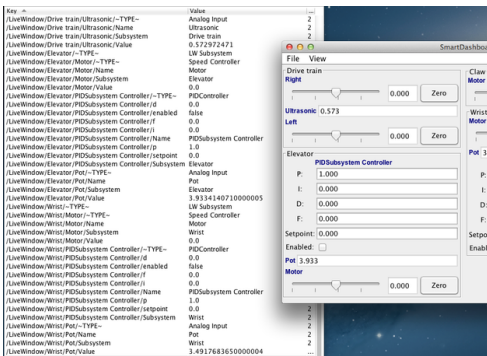 Key Value ...
/LiveWindow/Drive train/Ultrasonic/~TYPE~ Analog Input 2
/LiveWindow/Drive train/Ultrasonic/Name Ultrasonic 2
/LiveWindow/Drive train/Ultrasonic/Subsystem Drive train 2
/LiveWindow/Drive train/Ultrasonic/Value 0.572972471 2
/LiveWindow/Elevator/~TYPE~ LW Subsystem
/LiveWindow/Elevator/Motor/~TYPE~ Speed Controller
/LiveWindow/Elevator/Motor/Name Motor
/LiveWindow/Elevator/Motor/Subsystem Elevator
/LiveWindow/Elevator/Motor/Value 0.0
/LiveWindow/Elevator/PIDSubsystem Controller/~TYPE~ PIDController
/LiveWindow/Elevator/PIDSubsystem Controller/d 0.0
/LiveWindow/Elevator/PIDSubsystem Controller/enabled false
/LiveWindow/Elevator/PIDSubsystem Controller/f 0.0
/LiveWindow/Elevator/PIDSubsystem Controller/i 0.0
/LiveWindow/Elevator/PIDSubsystem Controller/Name PIDSubsystem Controller
/LiveWindow/Elevator/PIDSubsystem Controller/p 1.0
/LiveWindow/Elevator/PIDSubsystem Controller/setpoint 0.0
/LiveWindow/Elevator/PIDSubsystem Controller/Subsystem Elevator
/LiveWindow/Elevator/Pot/~TYPE~ Analog Input
/LiveWindow/Elevator/Pot/Name Pot
/LiveWindow/Elevator/Pot/Subsystem Elevator
/LiveWindow/Elevator/Pot/Value 3.9334140710000005
/LiveWindow/Wrist/~TYPE~ LW Subsystem
/LiveWindow/Wrist/Motor/~TYPE~ Speed Controller
/LiveWindow/Wrist/Motor/Name Motor
/LiveWindow/Wrist/Motor/Subsystem Wrist
/LiveWindow/Wrist/Motor/Value 0.0
/LiveWindow/Wrist/PIDSubsystem Controller/~TYPE~ PIDController
/LiveWindow/Wrist/PIDSubsystem Controller/d 0.0
/LiveWindow/Wrist/PIDSubsystem Controller/enabled false
/LiveWindow/Wrist/PIDSubsystem Controller/f 0.0
/LiveWindow/Wrist/PIDSubsystem Controller/i 0.0
/LiveWindow/Wrist/PIDSubsystem Controller/Name PIDSubsystem Controller
/LiveWindow/Wrist/PIDSubsystem Controller/p 1.0
/LiveWindow/Wrist/PIDSubsystem Controller/setpoint 0.0 2
/LiveWindow/Wrist/PIDSubsystem Controller/Subsystem Wrist 2
/LiveWindow/Wrist/Pot/~TYPE~ Analog Input 2
/LiveWindow/Wrist/Pot/Name Pot 2
/LiveWindow/Wrist/Pot/Subsystem Wrist 2
/LiveWindow/Wrist/Pot/Value 3.4917683650000004 ...
SmartDashboa
File View
Drive train
Right
0.000 Zero
Ultrasonic 0.573
Left
0.000 Zero
Elevator
PIDSubsystem Controller
P: 1.000
I: 0.000
D: 0.000
F: 0.000
Setpoint: 0.000
Enabled:
Pot 3.933
Motor
0.000 Zero
Claw
Motor
Wrist
Motor
Pot 3
P:
I:
D:
F:
Setpo
Enabl